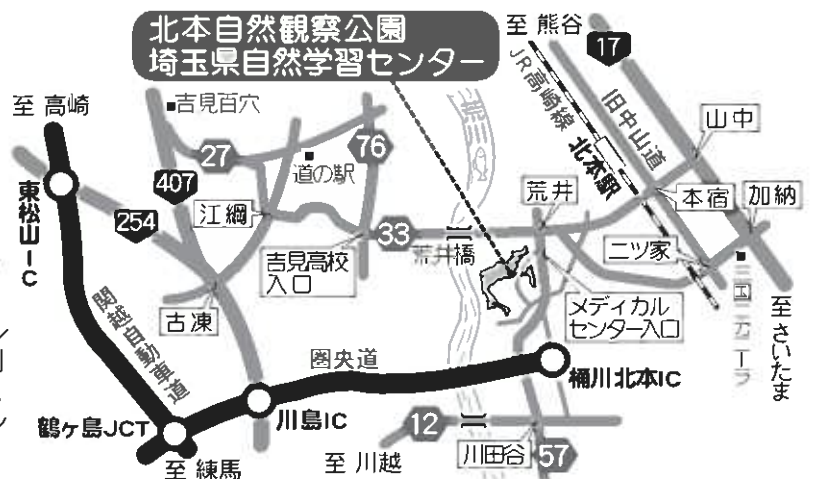 北本自然観察公園
埼玉県自然学習センター
至 熊谷
17
JR高崎線
旧中山道
北本駅
山中
至 高崎
吉見百穴
27
76
道の駅
407
254
江綱
東松山IC
荒井
本宿
加納
33
荒井橋
吉見高校
入口
二ツ家
メディカル
センター入口
古凍
関越自動車道
圏央道
桶川北本IC
至 さいたま
川島IC
鶴ヶ島JCT
至 練馬
至 川越
12
川田谷
57